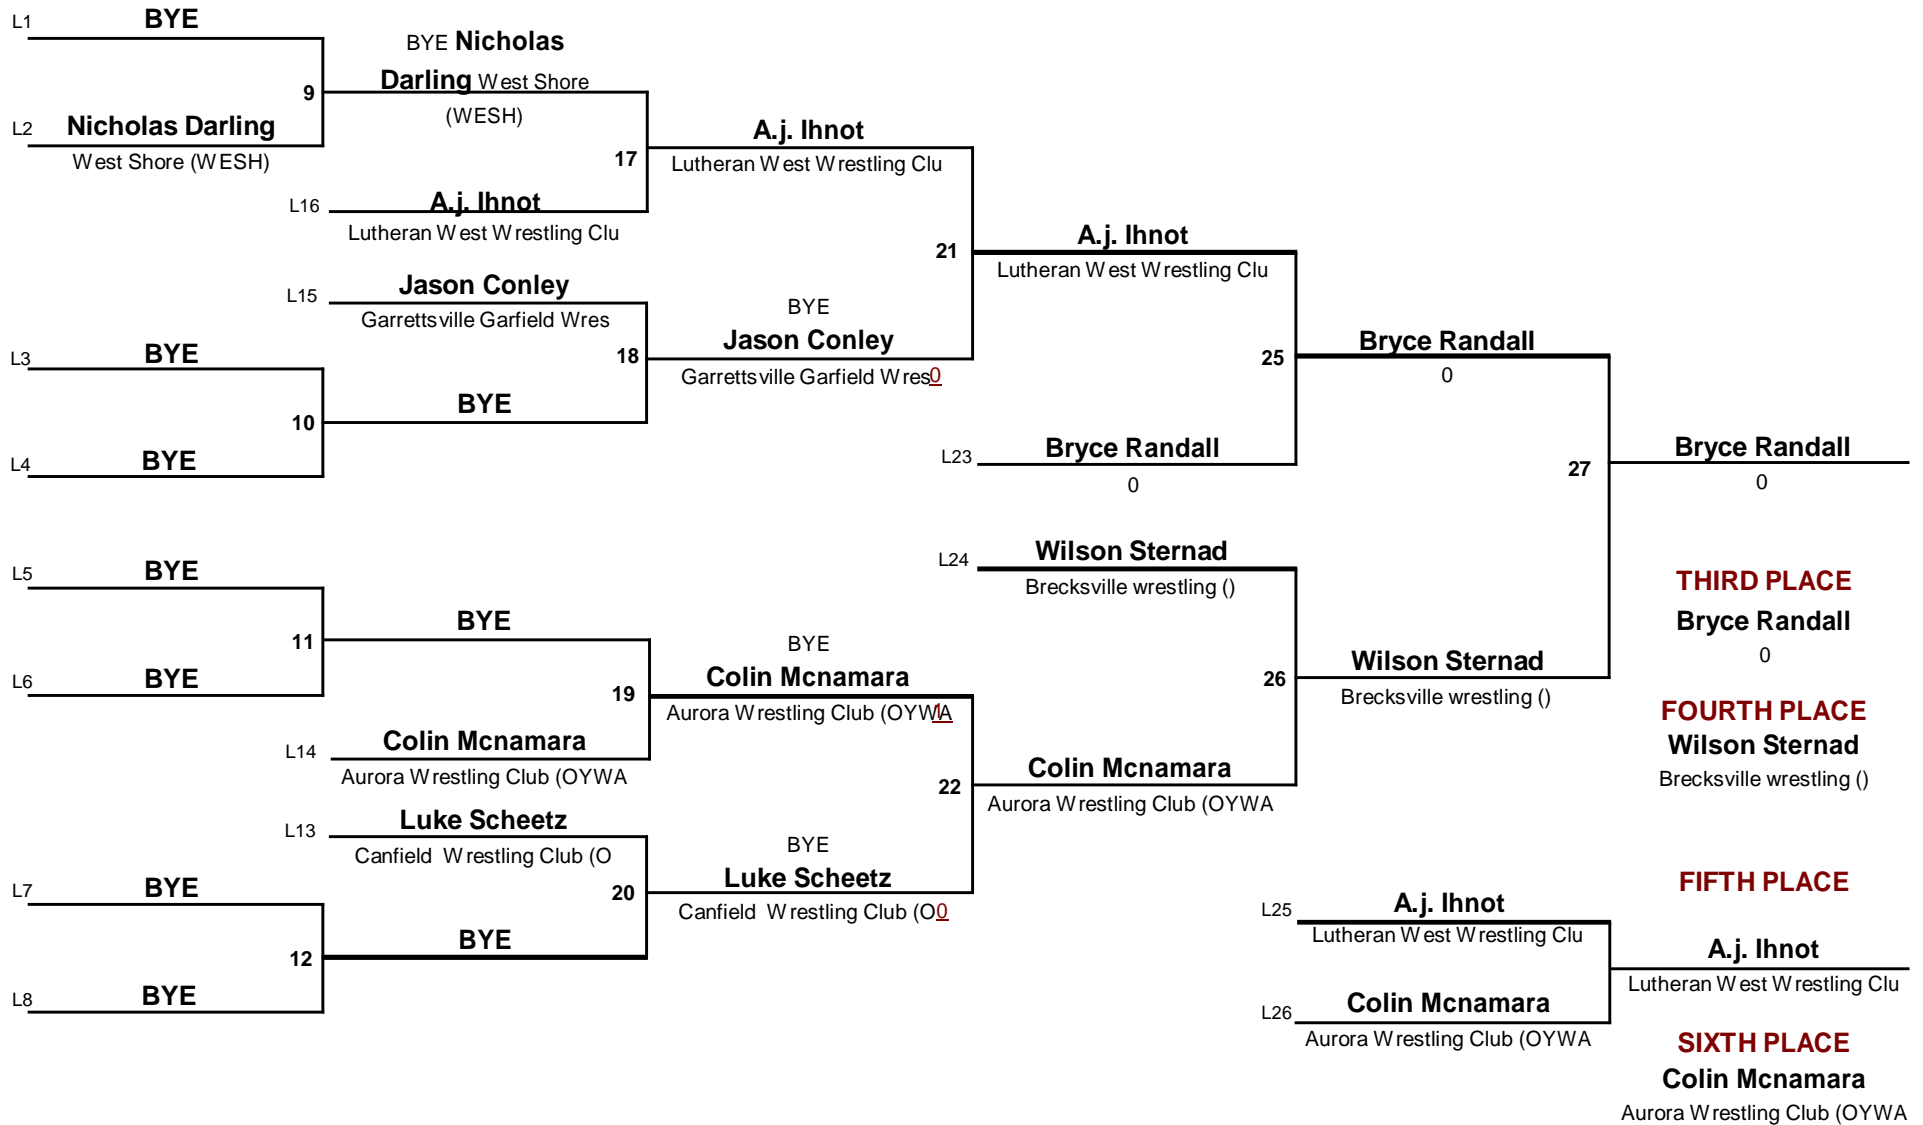 L1 BYE
9
L2 Nicholas Darling
West Shore (WESH)
BYE Nicholas
Darling West Shore
(WESH)
17
L16 A.j. Ihnot
Lutheran West Wrestling Clu
A.j. Ihnot
Lutheran West Wrestling Clu
L15 Jason Conley
Garrettsville Garfield Wres
18
L3 BYE
10
L4 BYE
BYE
BYE
Jason Conley
Garrettsville Garfield Wres0
21
A.j. Ihnot
Lutheran West Wrestling Clu
25
L23 Bryce Randall
0
Bryce Randall
0
27
Bryce Randall
0
L5 BYE
11
L6 BYE
BYE
19
L14 Colin Mcnamara
Aurora Wrestling Club (OYWA
BYE
Colin Mcnamara
Aurora Wrestling Club (OYWA1
L13 Luke Scheetz
Canfield Wrestling Club (O
20
L7 BYE
12
L8 BYE
BYE
BYE
Luke Scheetz
Canfield Wrestling Club (O0
22
Colin Mcnamara
Aurora Wrestling Club (OYWA
L24 Wilson Sternad
Brecksville wrestling ()
26
Wilson Sternad
Brecksville wrestling ()
THIRD PLACE
Bryce Randall
0
FOURTH PLACE
Wilson Sternad
Brecksville wrestling ()
L25 A.j. Ihnot
Lutheran West Wrestling Clu
L26 Colin Mcnamara
Aurora Wrestling Club (OYWA
FIFTH PLACE
A.j. Ihnot
Lutheran West Wrestling Clu
SIXTH PLACE
Colin Mcnamara
Aurora Wrestling Club (OYWA